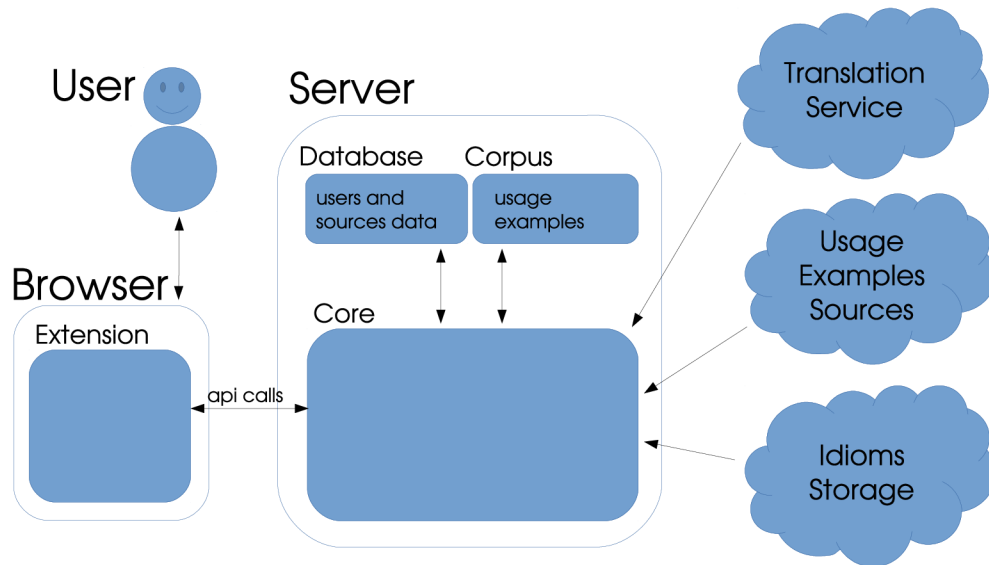 User
Browser
Extension
api calls
Server
Database
users and
sources data
Corpus
usage
examples
Core
Translation
Service
Usage
Examples
Sources
Idioms
Storage